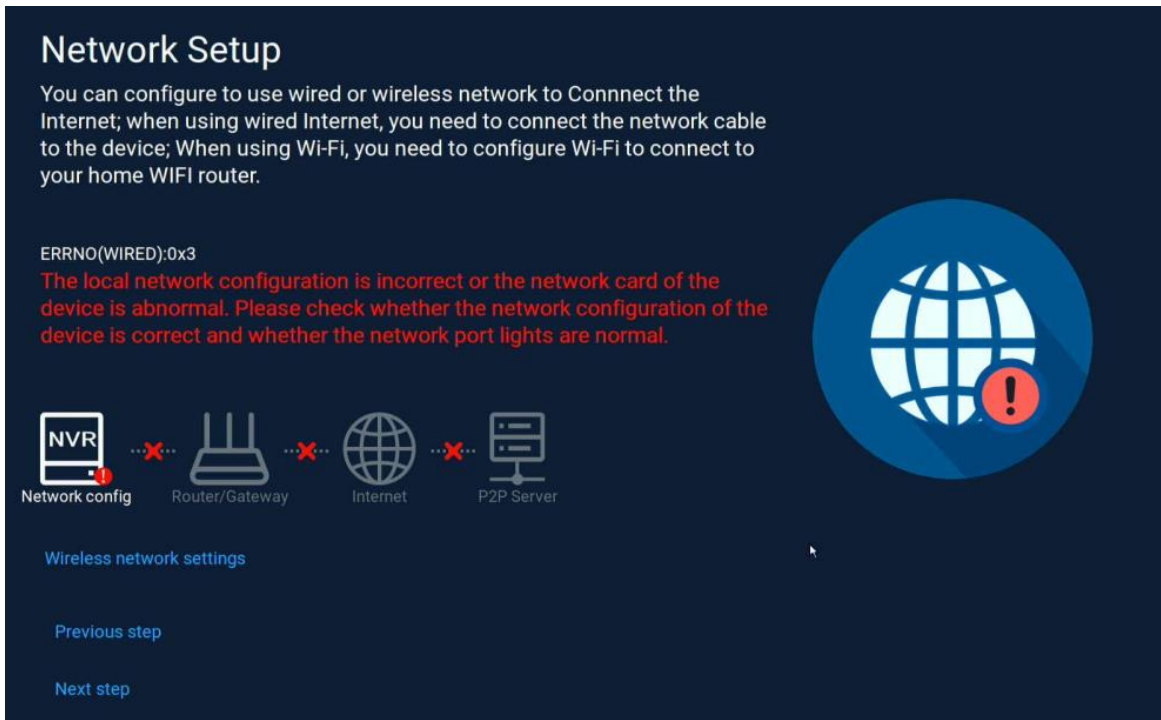 Network Setup
You can configure to use wired or wireless network to Connnect the
Internet; when using wired Internet, you need to connect the network cable
to the device; When using Wi-Fi, you need to configure Wi-Fi to connect to
your home WIFI router.
ERRNO(WIRED):0x3
The local network configuration is incorrect or the network card of the
device is abnormal. Please check whether the network configuration of the
device is correct and whether the network port lights are normal.
NVR
Network config
Router/Gateway
Internet
P2P Server
Wireless network settings
Previous step
Next step